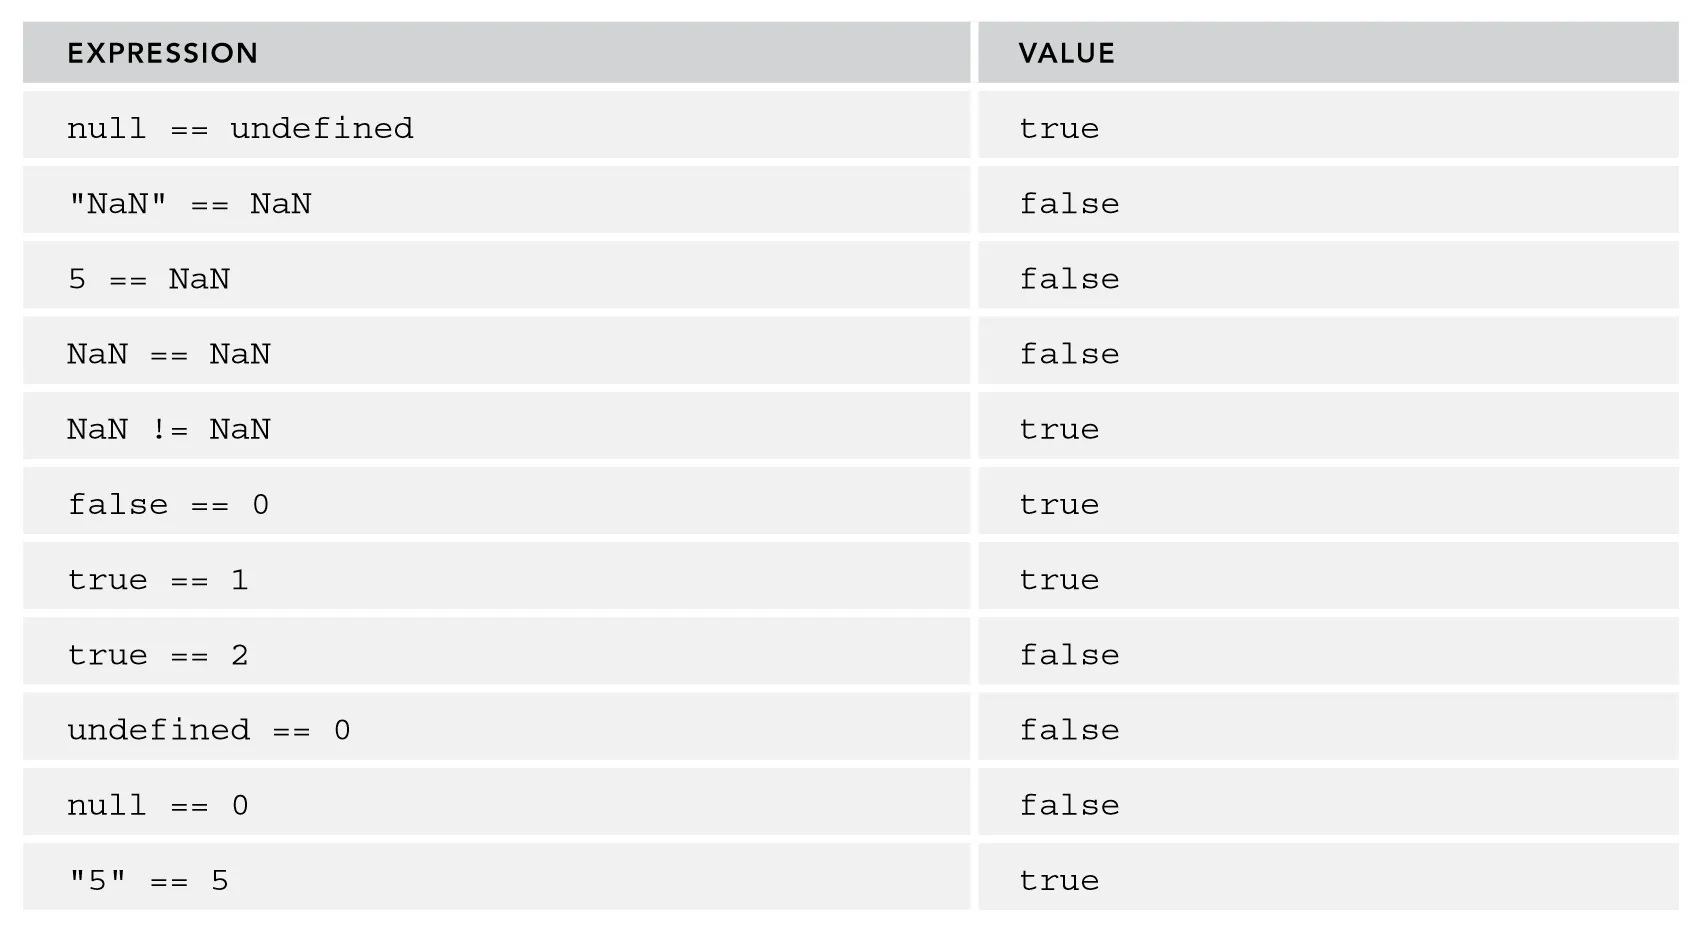 EXPRESSION VALUE
null == undefined true
"NaN" == NaN false
5 == NaN false
NaN == NaN false
NaN != NaN true
false == 0 true
true == 1 true
true == 2 false
undefined == 0 false
null == 0 false
"5" == 5 true